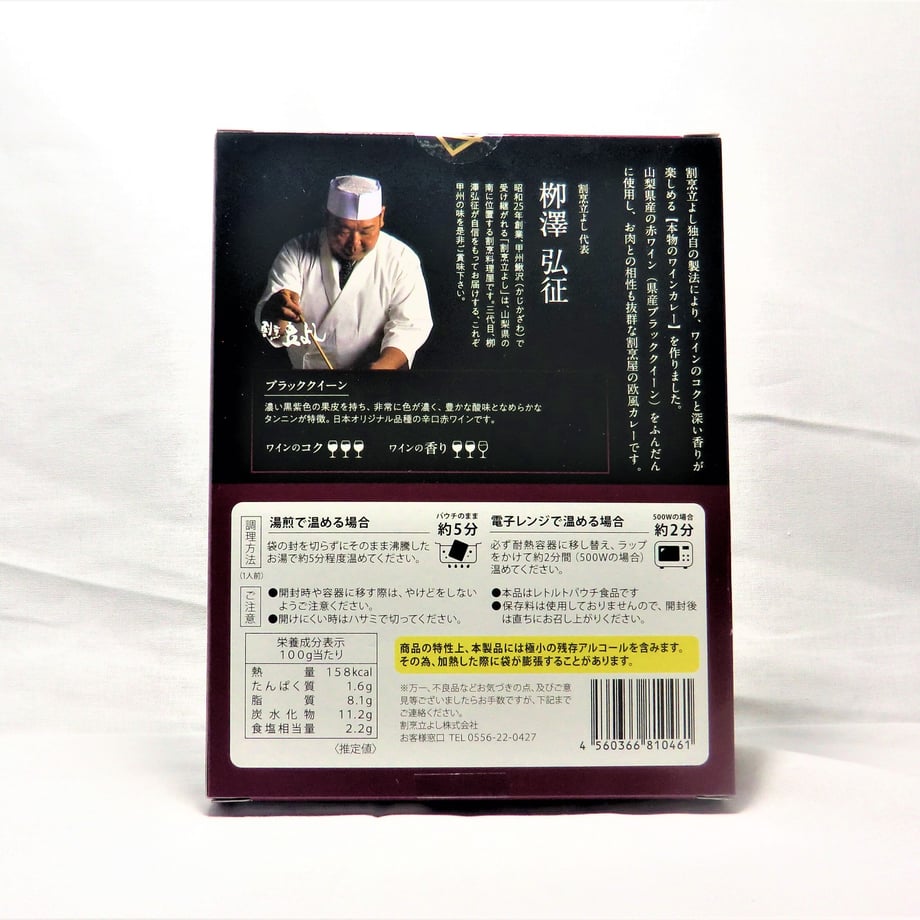 割烹立よし独自の製法により、ワインのコクと深い香りが
楽しめる【本物のワインカレー】を作りました。
山梨県産の赤ワイン（県産ブラッククイーン）をふんだん
に使用し、お肉との相性も抜群な割烹屋の欧風カレーです。
割烹立よし 代表
栁澤 弘征
昭和25年創業、甲州鰍沢（かじかざわ）で
受け継がれる「割烹立よし」は、山梨県の
南に位置する割烹料理屋です。三代目、栁
澤弘征が自信をもってお届けする、これぞ
甲州の味を是非ご賞味下さい。
割烹立よし
ブラッククイーン
濃い黒紫色の果皮を持ち、非常に色が濃く、豊かな酸味となめらかな
タンニンが特徴。日本オリジナル品種の辛口赤ワインです。
ワインのコク
ワインの香り
調理方法
(1人前)
湯煎で温める場合
パウチのまま
約5分
袋の封を切らずにそのまま沸騰した
お湯で約5分程度温めてください。
電子レンジで温める場合
500Wの場合
約2分
必ず耐熱容器に移し替え、ラップ
をかけて約2分間（500Wの場合）
温めてください。
ご注意
●開封時や容器に移す際は、やけどをしない
ようご注意ください。
●開けにくい時はハサミで切ってください。
●本品はレトルトパウチ食品です
●保存料は使用しておりませんので、開封後
は直ちにお召し上がりください。
栄養成分表示
100g当たり
熱量 158kcal
たんぱく質 1.6g
脂質 8.1g
炭水化物 11.2g
食塩相当量 2.2g
〈推定値〉
商品の特性上、本製品には極小の残存アルコールを含みます。
その為、加熱した際に袋が膨張することがあります。
※万一、不良品などお気づきの点、及びご意
見等ございましたらお手数ですが、下記まで
ご連絡ください。
割烹立よし株式会社
お客様窓口 TEL 0556-22-0427
4 560366 810461